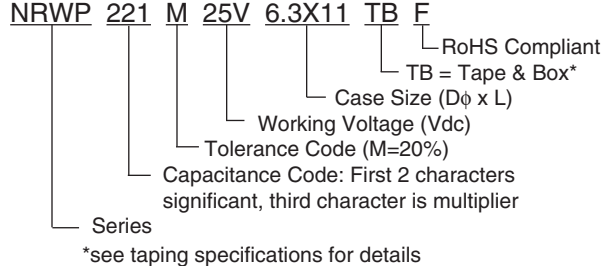 NRWP 221 M 25V 6.3X11 TB F
RoHS Compliant
TB = Tape & Box*
Case Size (Dϕ x L)
Working Voltage (Vdc)
Tolerance Code (M=20%)
Capacitance Code: First 2 characters
significant, third character is multiplier
Series
*see taping specifications for details